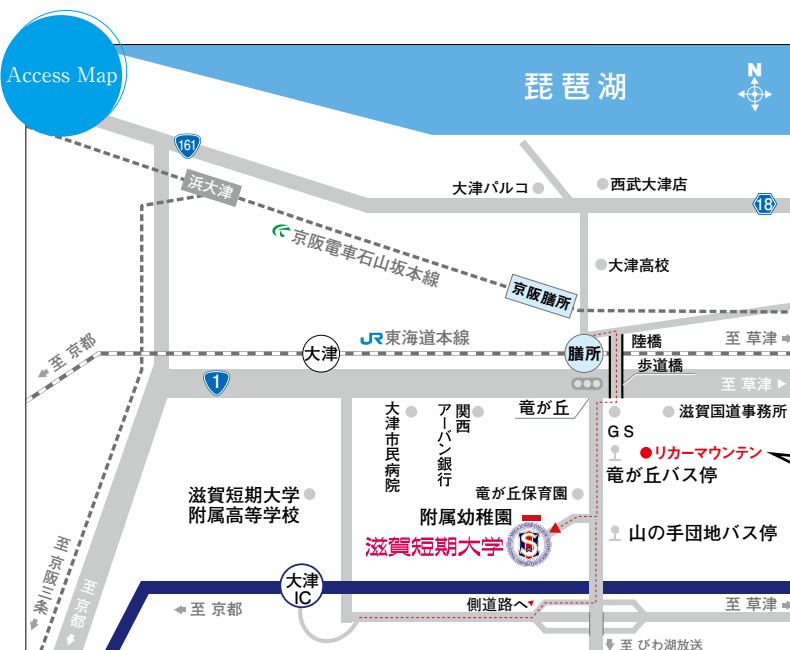 Access Map
琵琶湖
N
161
浜大津
大津パルコ
西武大津店
18
京阪電車石山坂本線
大津高校
京阪膳所
至 京都
大津
JR東海道本線
膳所
陸橋
至 草津
歩道橋
1
至 草津
竜が丘
大津市民病院
関西
アーバン銀行
滋賀国道事務所
GS
リカーマウンテン
竜が丘バス停
滋賀短期大学
附属高等学校
竜が丘保育園
附属幼稚園
滋賀短期大学
S
山の手団地バス停
至 京阪三条
至 京都
大津
IC
至 京都
側道路へ
至 草津
至 びわ湖放送